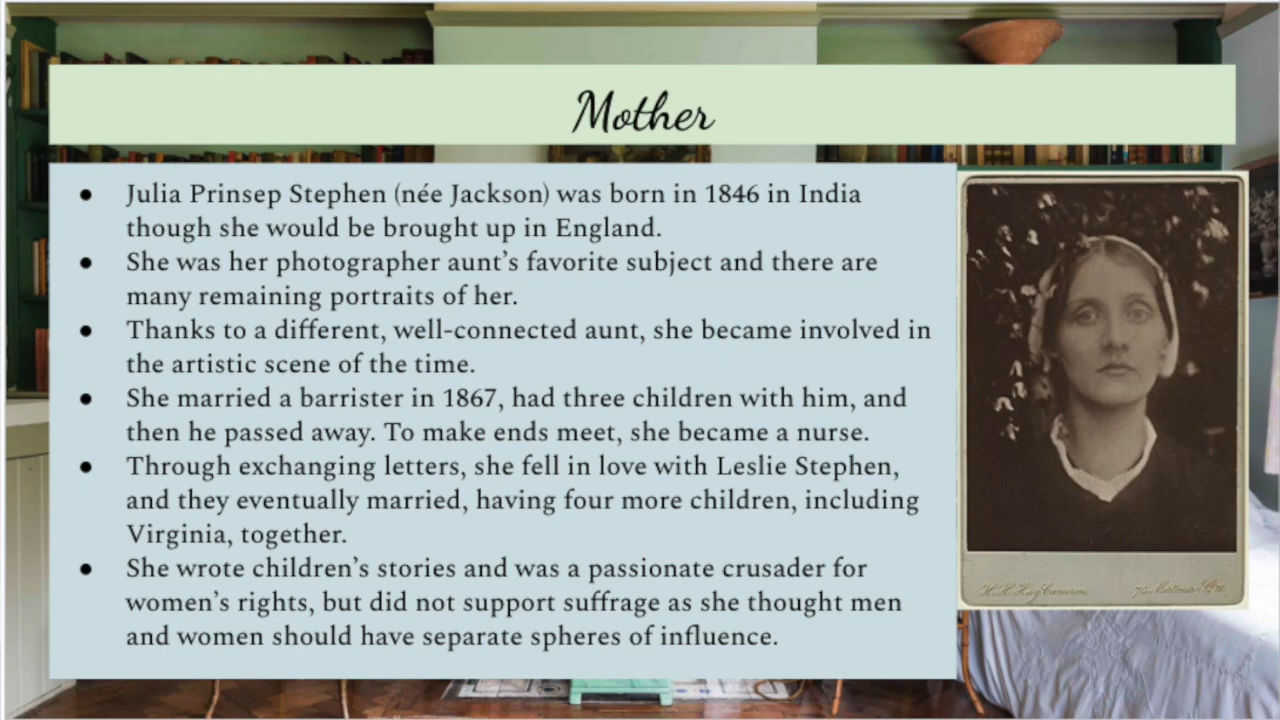 Mother
● Julia Prinsep Stephen (née Jackson) was born in 1846 in India
though she would be brought up in England.
● She was her photographer aunt’s favorite subject and there are
many remaining portraits of her.
● Thanks to a different, well-connected aunt, she became involved in
the artistic scene of the time.
● She married a barrister in 1867, had three children with him, and
then he passed away. To make ends meet, she became a nurse.
● Through exchanging letters, she fell in love with Leslie Stephen,
and they eventually married, having four more children, including
Virginia, together.
● She wrote children’s stories and was a passionate crusader for
women’s rights, but did not support suffrage as she thought men
and women should have separate spheres of influence.